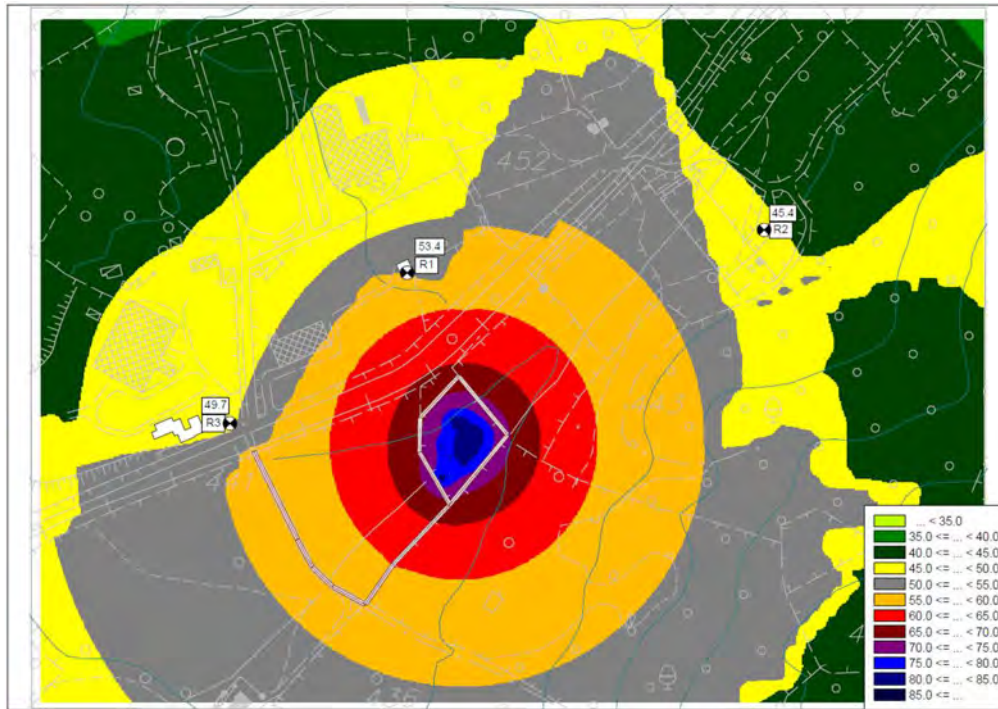 452
45.4
R2
53.4
R1
49.7
R3
... < 35.0
35.0 <= ... < 40.0
40.0 <= ... < 45.0
45.0 <= ... < 50.0
50.0 <= ... < 55.0
55.0 <= ... < 60.0
60.0 <= ... < 65.0
65.0 <= ... < 70.0
70.0 <= ... < 75.0
75.0 <= ... < 80.0
80.0 <= ... < 85.0
85.0 <= ...
436